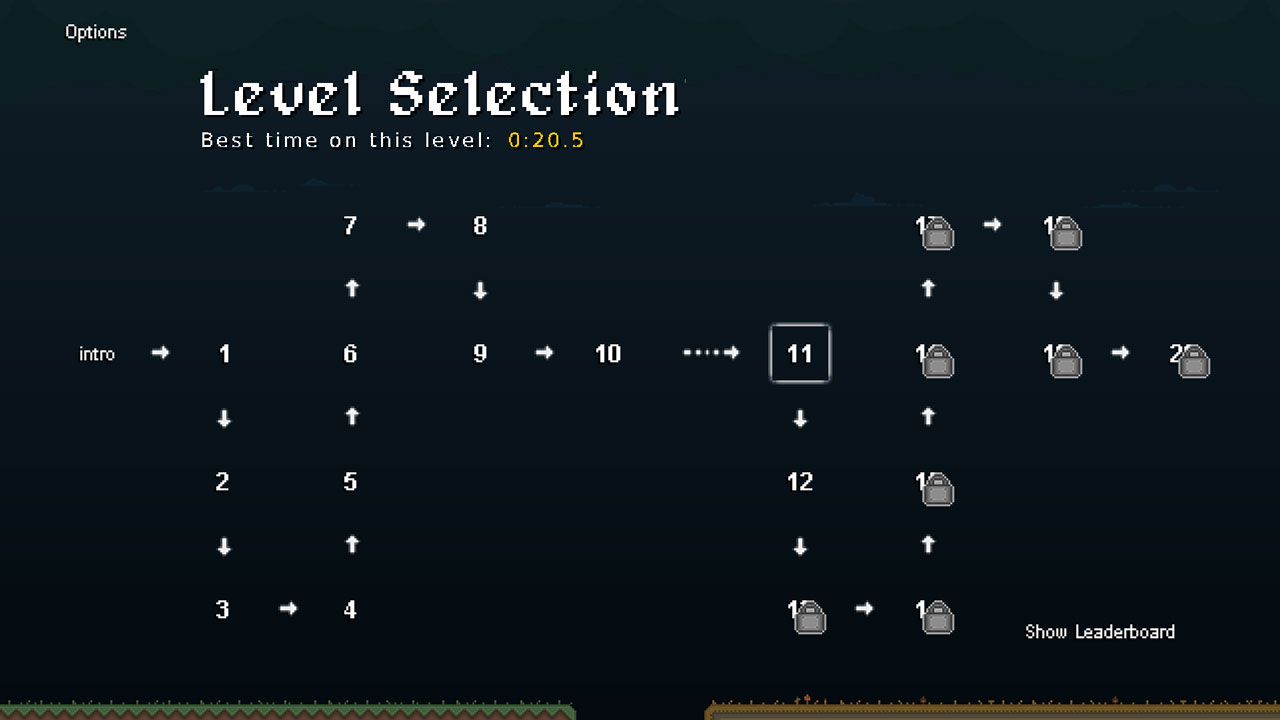 Options
Level Selection
Best time on this level: 0:20.5
7 8
intro 1 6 9 10 11
2 5 12
3 4
Show Leaderboard